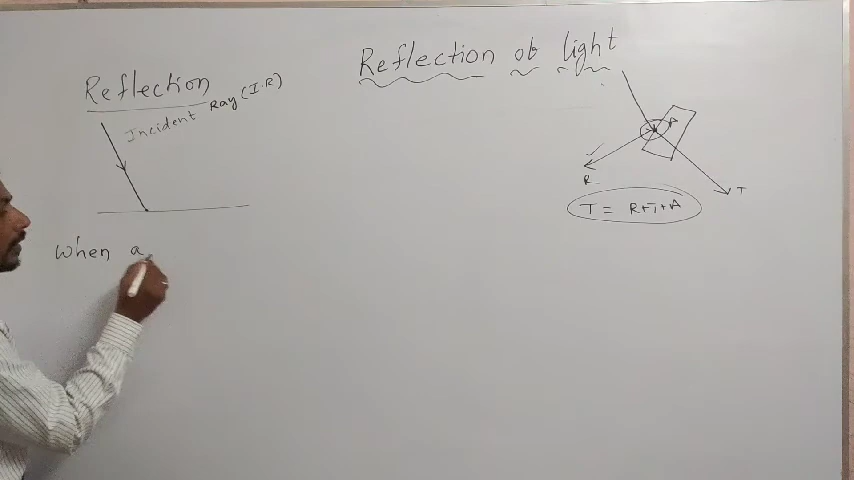 Reflection of light
Reflection
Incident Ray (I.R)
A
R
T
T = R+T+A
When a